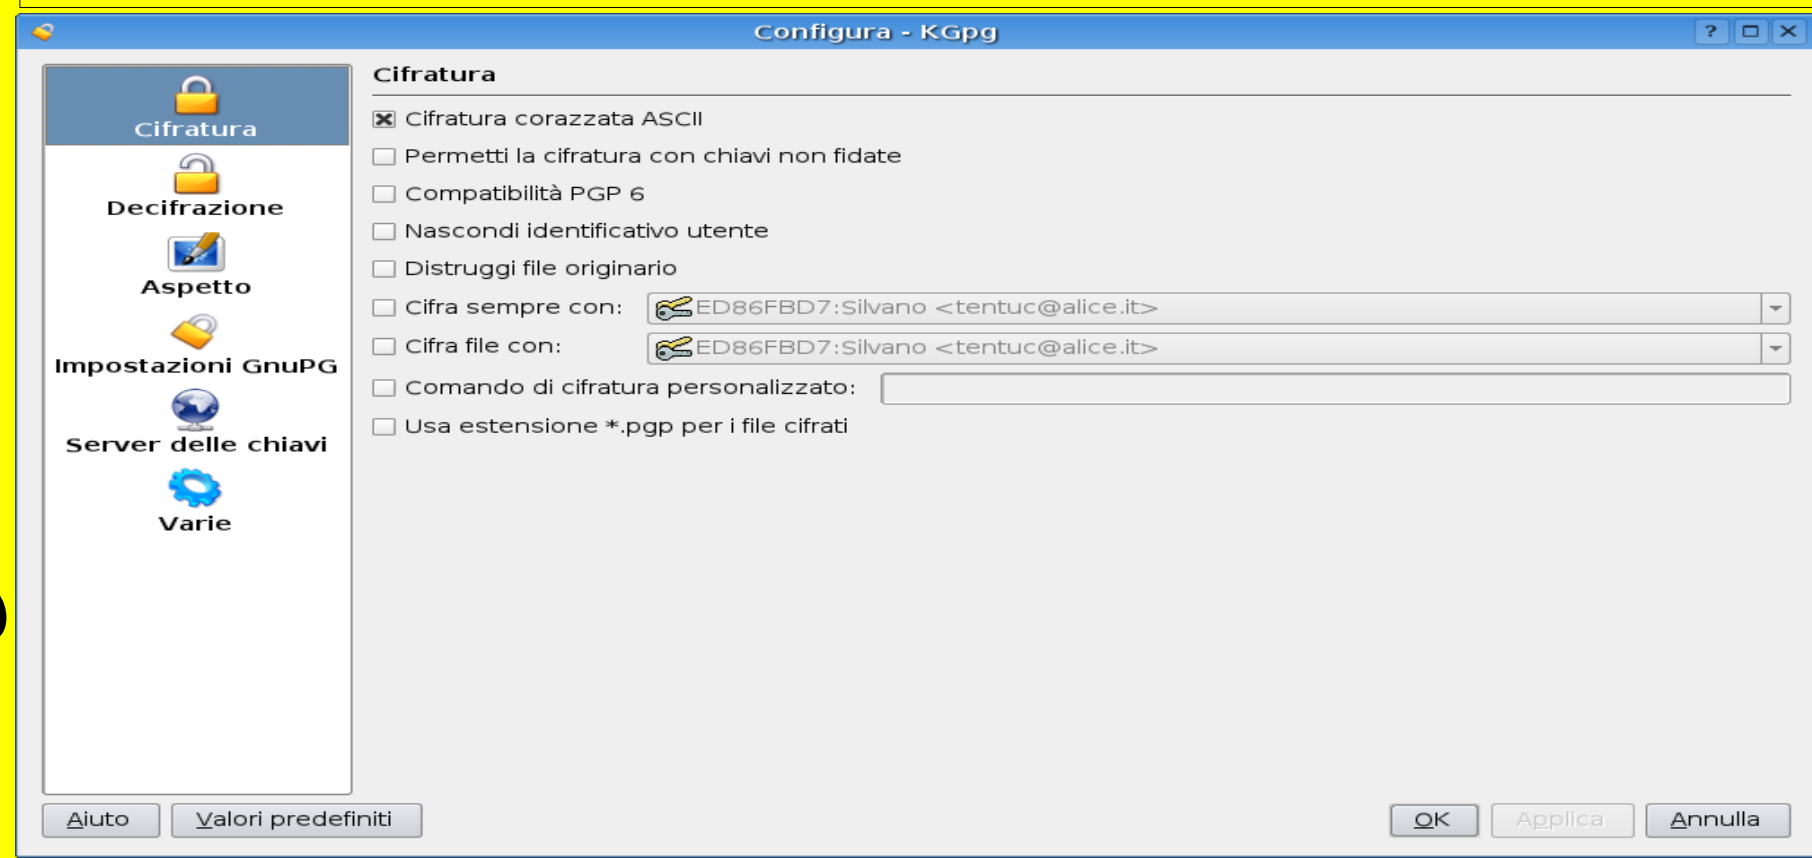 Configura - KGpg
Cifratura
Decifrazione
Aspetto
Impostazioni GnuPG
Server delle chiavi
Varie
Cifratura
Cifratura corazzata ASCII
Permetti la cifratura con chiavi non fidate
Compatibilità PGP 6
Nascondi identificativo utente
Distruggi file originario
Cifra sempre con: ED86FBD7:Silvano <tentuc@alice.it>
Cifra file con: ED86FBD7:Silvano <tentuc@alice.it>
Comando di cifratura personalizzato:
Usa estensione *.pgp per i file cifrati
Aiuto Valori predefiniti OK Applica Annulla